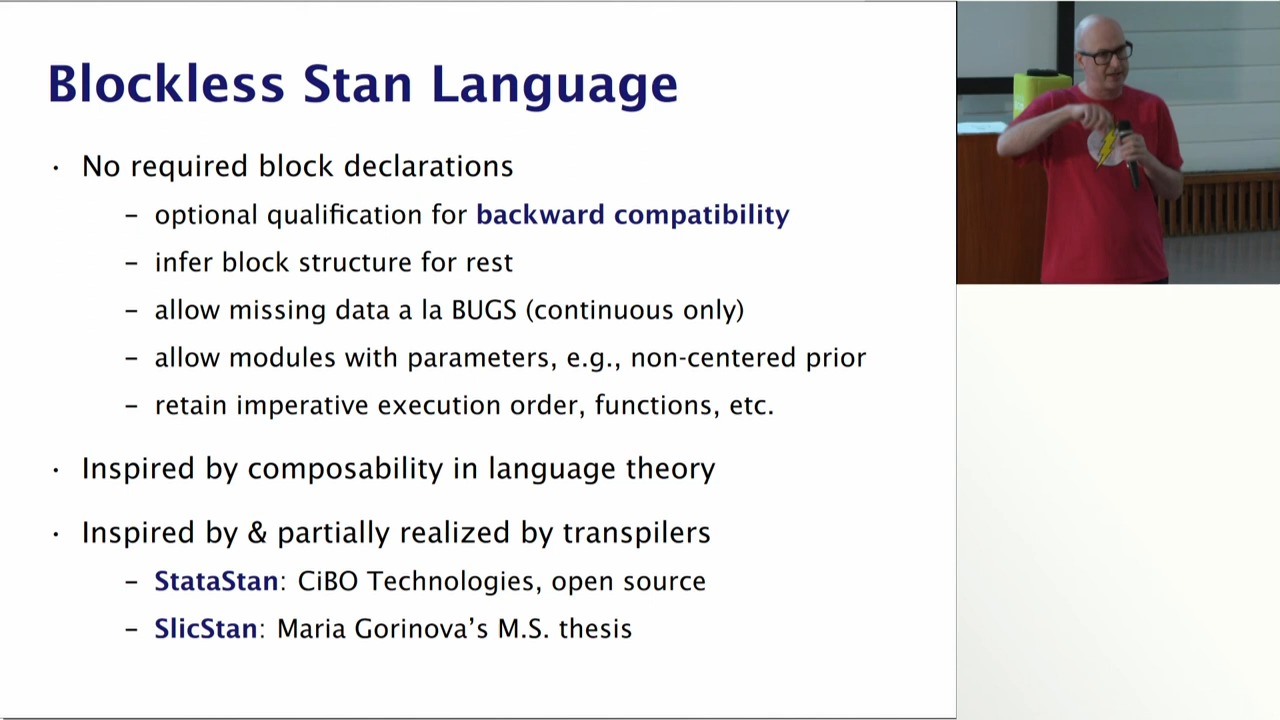 Blockless Stan Language
· No required block declarations
– optional qualification for backward compatibility
– infer block structure for rest
– allow missing data a la BUGS (continuous only)
– allow modules with parameters, e.g., non-centered prior
– retain imperative execution order, functions, etc.
· Inspired by composability in language theory
· Inspired by & partially realized by transpilers
– StataStan: CiBO Technologies, open source
– SlicStan: Maria Gorinova’s M.S. thesis